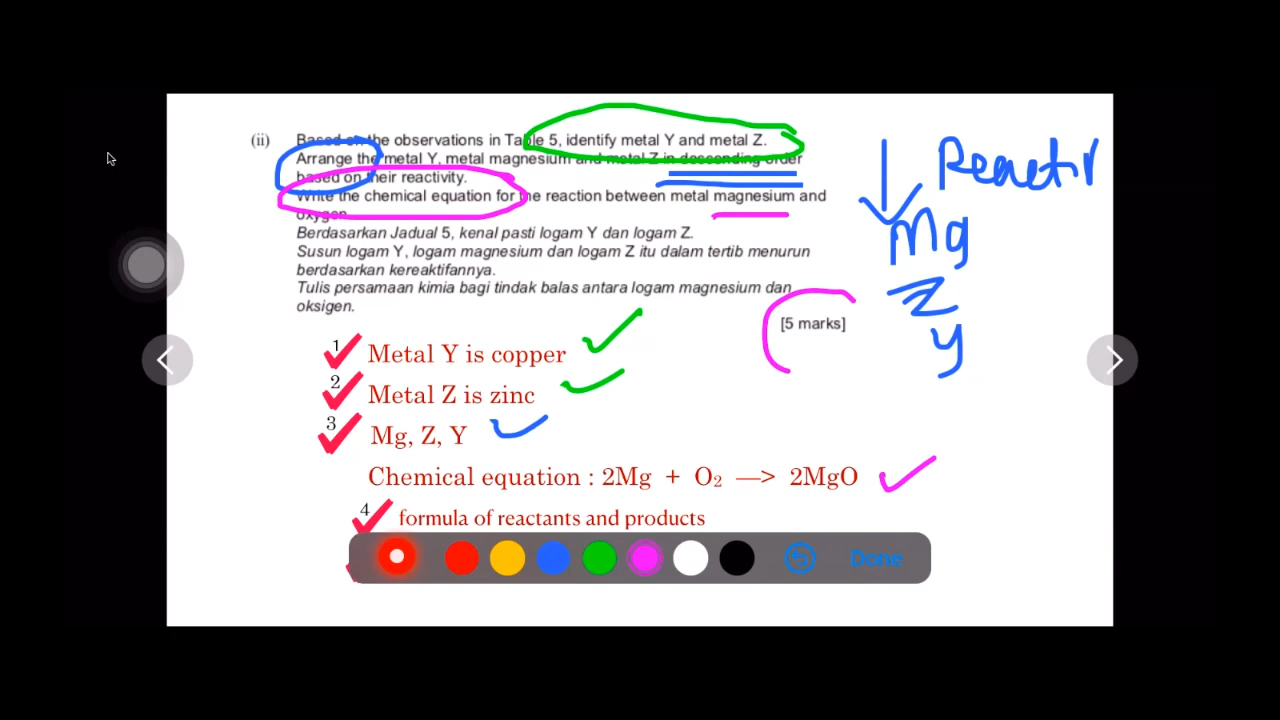 (ii) Based on the observations in Table 5, identify metal Y and metal Z.
Arrange the metal Y, metal magnesium and metal Z in descending order
based on their reactivity.
Write the chemical equation for the reaction between metal magnesium and
oxygen.
Berdasarkan Jadual 5, kenal pasti logam Y dan logam Z.
Susun logam Y, logam magnesium dan logam Z itu dalam tertib menurun
berdasarkan kereaktifannya.
Tulis persamaan kimia bagi tindak balas antara logam magnesium dan
oksigen.
[5 marks]
1 Metal Y is copper
2 Metal Z is zinc
3 Mg, Z, Y
Chemical equation : 2Mg + O₂ —> 2MgO
4 formula of reactants and products
Done
Mg
Z
Y